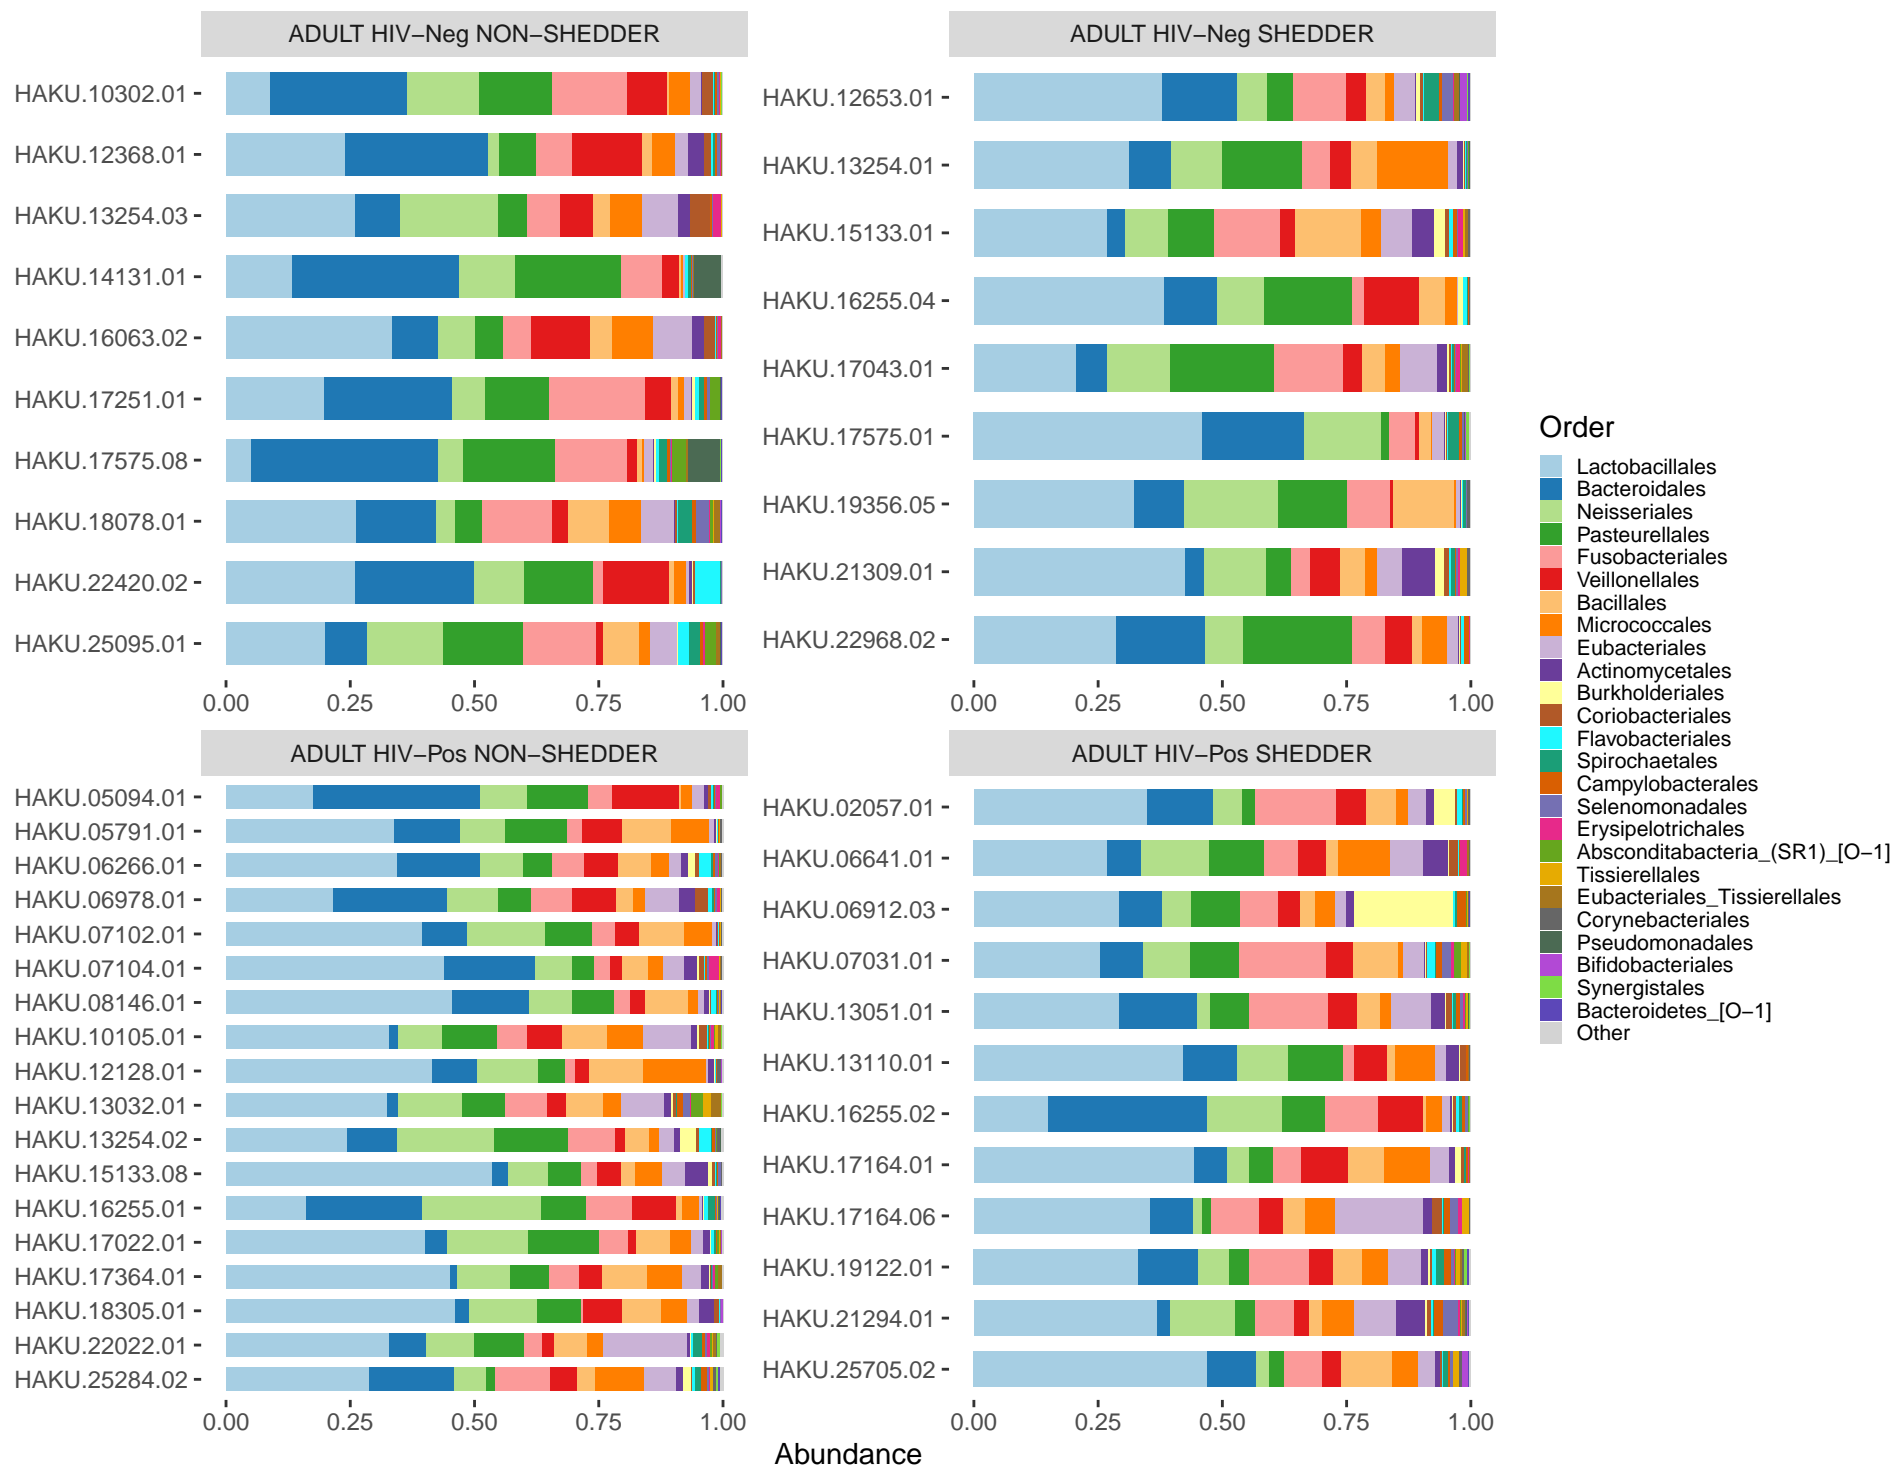 ADULT HIV−Neg NON−SHEDDER
HAKU.10302.01
HAKU.12368.01
HAKU.13254.03
HAKU.14131.01
HAKU.16063.02
HAKU.17251.01
HAKU.17575.08
HAKU.18078.01
HAKU.22420.02
HAKU.25095.01
0.00 0.25 0.50 0.75 1.00
ADULT HIV−Neg SHEDDER
HAKU.12653.01
HAKU.13254.01
HAKU.15133.01
HAKU.16255.04
HAKU.17043.01
HAKU.17575.01
HAKU.19356.05
HAKU.21309.01
HAKU.22968.02
0.00 0.25 0.50 0.75 1.00
ADULT HIV−Pos NON−SHEDDER
HAKU.05094.01
HAKU.05791.01
HAKU.06266.01
HAKU.06978.01
HAKU.07102.01
HAKU.07104.01
HAKU.08146.01
HAKU.10105.01
HAKU.12128.01
HAKU.13032.01
HAKU.13254.02
HAKU.15133.08
HAKU.16255.01
HAKU.17022.01
HAKU.17364.01
HAKU.18305.01
HAKU.22022.01
HAKU.25284.02
0.00 0.25 0.50 0.75 1.00
ADULT HIV−Pos SHEDDER
HAKU.02057.01
HAKU.06641.01
HAKU.06912.03
HAKU.07031.01
HAKU.13051.01
HAKU.13110.01
HAKU.16255.02
HAKU.17164.01
HAKU.17164.06
HAKU.19122.01
HAKU.21294.01
HAKU.25705.02
0.00 0.25 0.50 0.75 1.00
Abundance
Order
Lactobacillales
Bacteroidales
Neisseriales
Pasteurellales
Fusobacteriales
Veillonellales
Bacillales
Micrococcales
Eubacteriales
Actinomycetales
Burkholderiales
Coriobacteriales
Flavobacteriales
Spirochaetales
Campylobacterales
Selenomonadales
Erysipelotrichales
Absconditabacteria_(SR1)_[O−1]
Tissierellales
Eubacteriales_Tissierellales
Corynebacteriales
Pseudomonadales
Bifidobacteriales
Synergistales
Bacteroidetes_[O−1]
Other